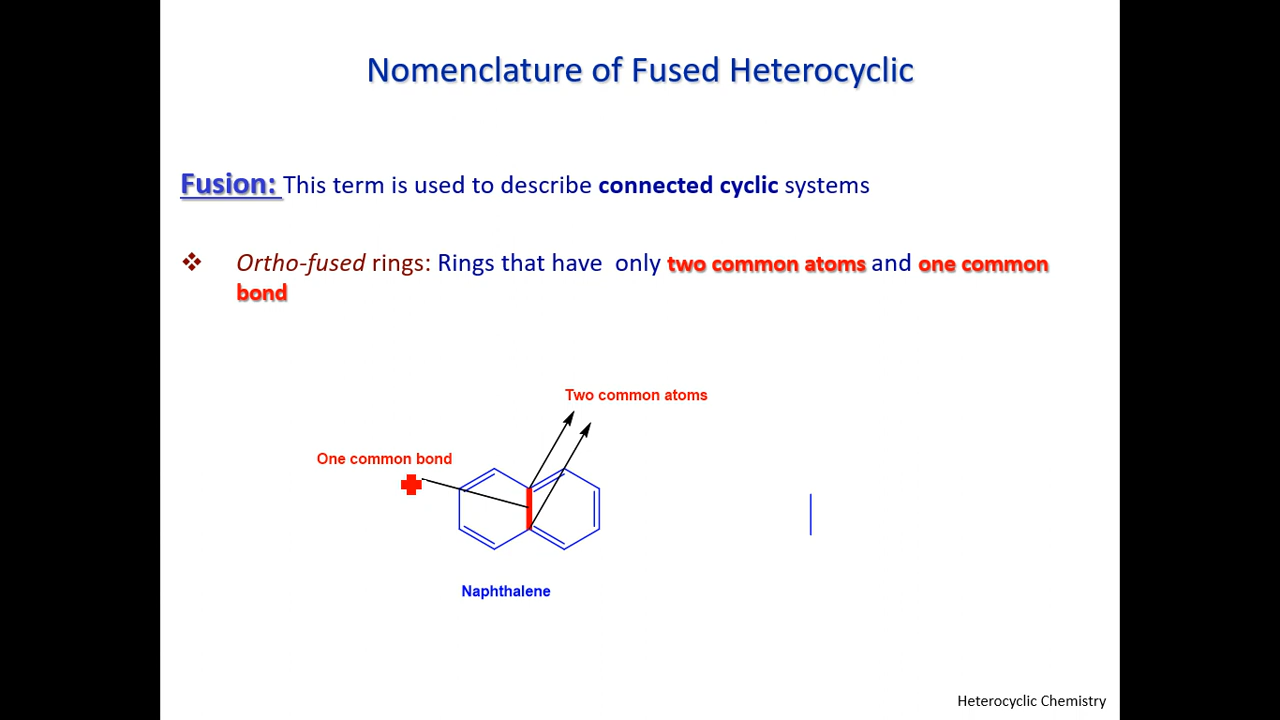 Nomenclature of Fused Heterocyclic
Fusion: This term is used to describe connected cyclic systems
Ortho-fused rings: Rings that have only two common atoms and one common
bond
Two common atoms
One common bond
Naphthalene
Heterocyclic Chemistry